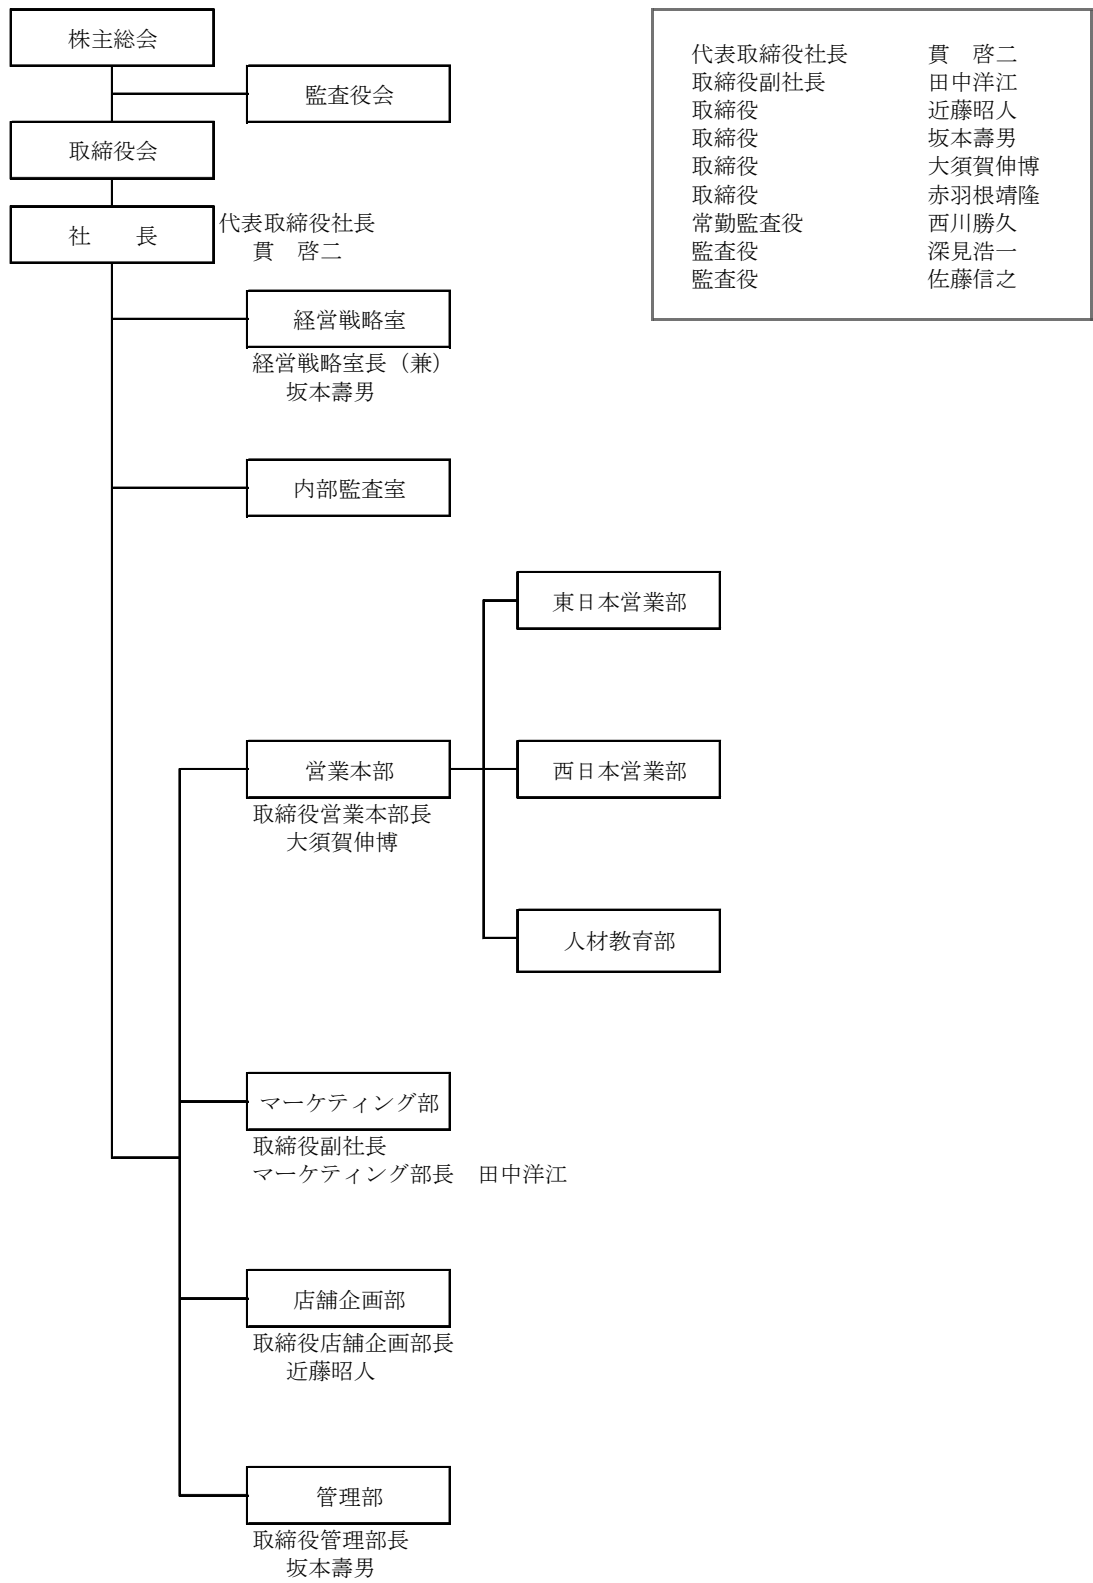 株主総会
監査役会
取締役会
社　　長
代表取締役社長
貫　啓二
経営戦略室
経営戦略室長（兼）
坂本壽男
内部監査室
東日本営業部
営業本部
西日本営業部
取締役営業本部長
大須賀伸博
人材教育部
マーケティング部
取締役副社長
マーケティング部長　田中洋江
店舗企画部
取締役店舗企画部長
近藤昭人
管理部
取締役管理部長
坂本壽男
代表取締役社長　貫　啓二
取締役副社長　田中洋江
取締役　近藤昭人
取締役　坂本壽男
取締役　大須賀伸博
取締役　赤羽根靖隆
常勤監査役　西川勝久
監査役　深見浩一
監査役　佐藤信之